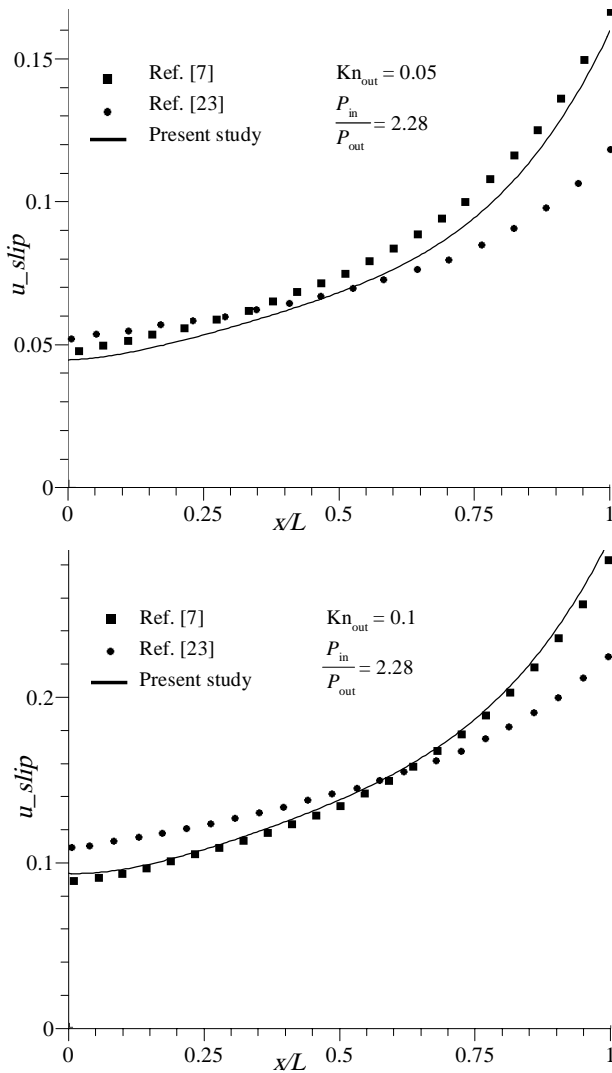 0.15
0.1
0.05
0
u_slip
Ref. [7]
Ref. [23]
Present study
Kn_out = 0.05
P_in
P_out
= 2.28
0 0.25 0.5 0.75 1
x/L
0.2
0.1
0
u_slip
Ref. [7]
Ref. [23]
Present study
Kn_out = 0.1
P_in
P_out
= 2.28
0 0.25 0.5 0.75 1
x/L